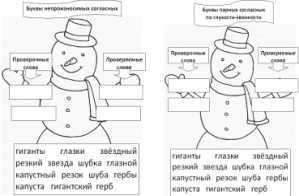 Буквы непроизносимых согласных
Проверочные слова
Проверяемые слова
гиганты глазки звёздный
резкий звезда шубка глазной
капустный резок шуба гербы
капуста гигантский герб
Буквы парных согласных
по глухости-звонкости
Проверочные слова
Проверяемые слова
гиганты глазки звёздный
резкий звезда шубка глазной
капустный резок шуба гербы
капуста гигантский герб